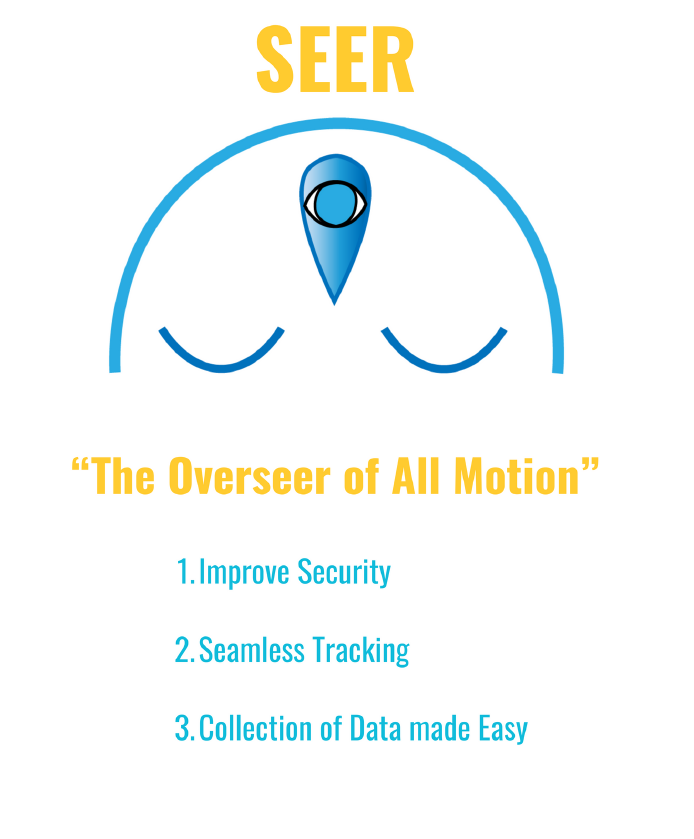 SEER
“The Overseer of All Motion”
1. Improve Security
2. Seamless Tracking
3. Collection of Data made Easy